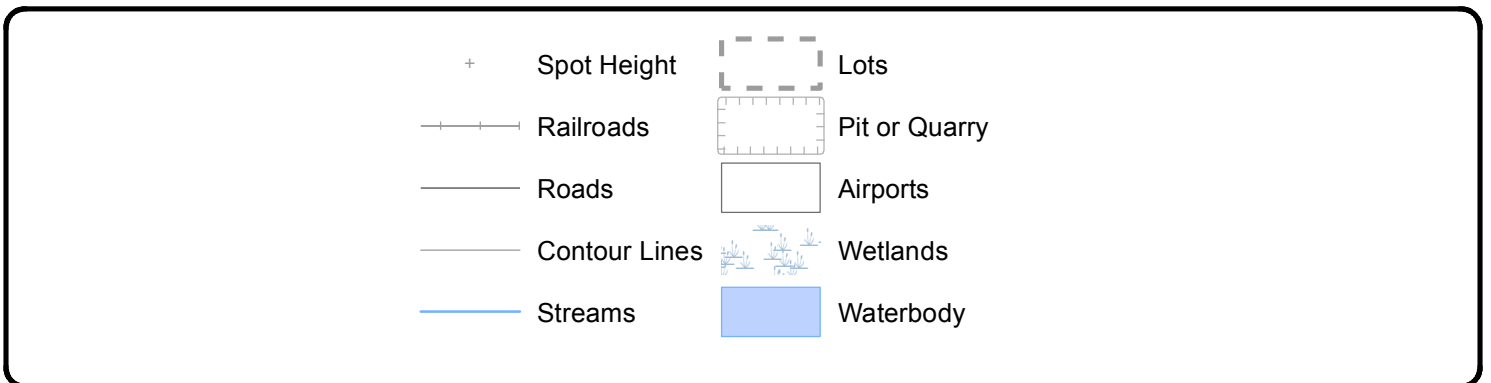 Spot Height
Railroads
Roads
Contour Lines
Streams
Lots
Pit or Quarry
Airports
Wetlands
Waterbody